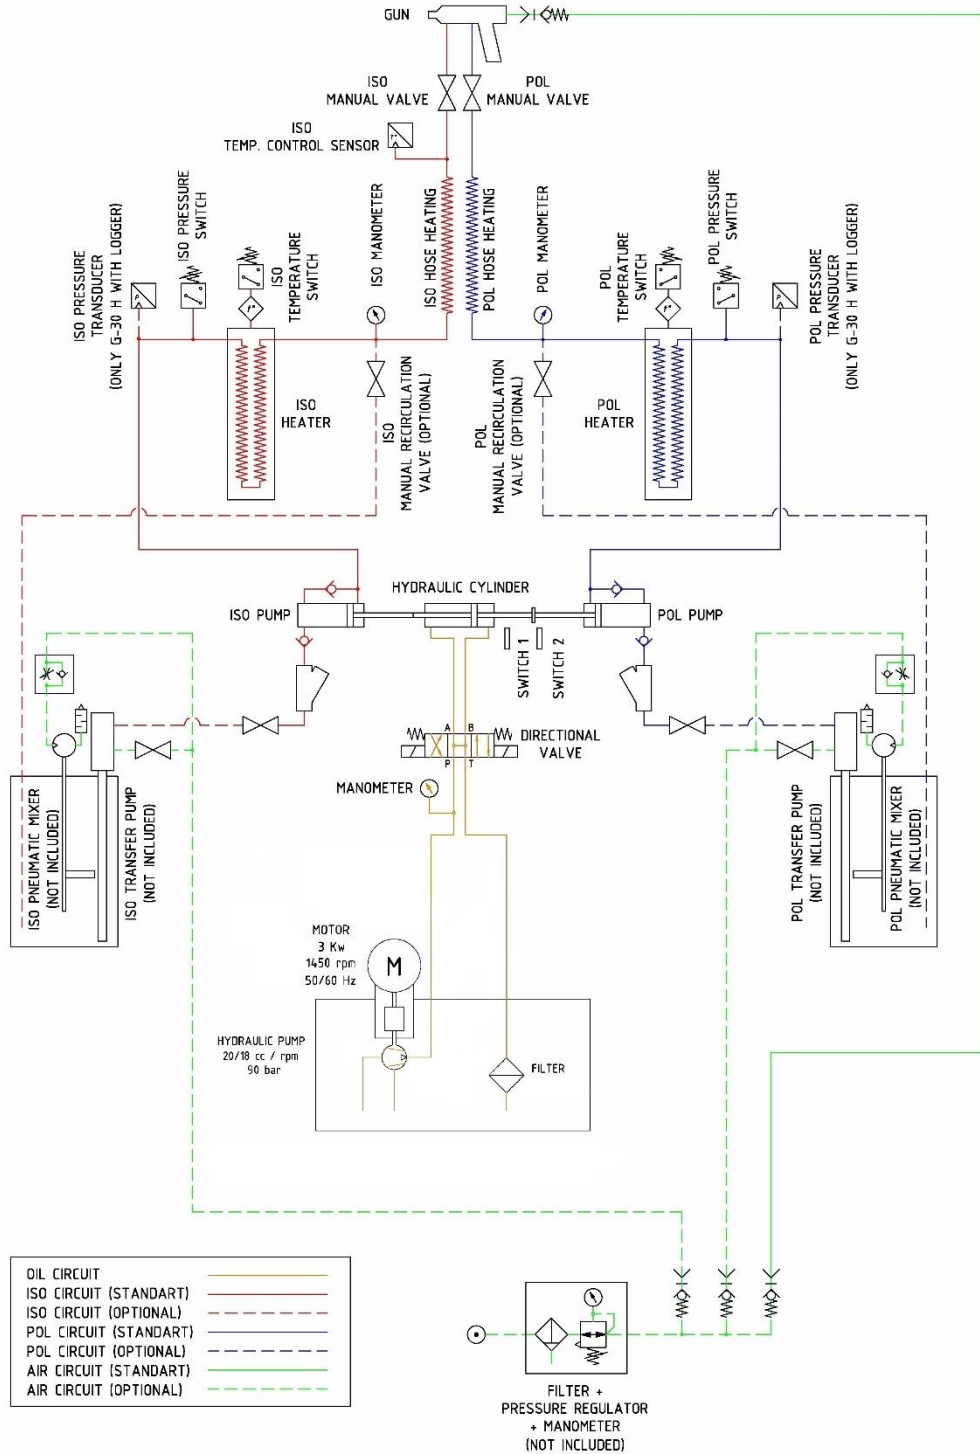 GUN
ISO
MANUAL VALVE
POL
MANUAL VALVE
ISO
TEMP. CONTROL SENSOR
T°
ISO PRESSURE
TRANSDUCER
(ONLY G-30 H WITH LOGGER)
P
ISO PRESSURE
SWITCH
ISO
TEMPERATURE
SWITCH
ISO MANOMETER
ISO HOSE HEATING
POL HOSE HEATING
POL MANOMETER
POL
TEMPERATURE
SWITCH
POL PRESSURE
SWITCH
P
POL PRESSURE
TRANSDUCER
(ONLY G-30 H WITH LOGGER)
ISO
HEATER
ISO
MANUAL RECIRCULATION
VALVE (OPTIONAL)
POL
MANUAL RECIRCULATION
VALVE (OPTIONAL)
POL
HEATER
HYDRAULIC CYLINDER
ISO PUMP
POL PUMP
SWITCH 1
SWITCH 2
A B
P T
DIRECTIONAL
VALVE
MANOMETER
ISO PNEUMATIC MIXER
(NOT INCLUDED)
ISO TRANSFER PUMP
(NOT INCLUDED)
POL TRANSFER PUMP
(NOT INCLUDED)
POL PNEUMATIC MIXER
(NOT INCLUDED)
MOTOR
3 Kw
1450 rpm
50/60 Hz
M
HYDRAULIC PUMP
20/18 cc / rpm
90 bar
FILTER
OIL CIRCUIT
ISO CIRCUIT (STANDART)
ISO CIRCUIT (OPTIONAL)
POL CIRCUIT (STANDART)
POL CIRCUIT (OPTIONAL)
AIR CIRCUIT (STANDART)
AIR CIRCUIT (OPTIONAL)
FILTER +
PRESSURE REGULATOR
+ MANOMETER
(NOT INCLUDED)